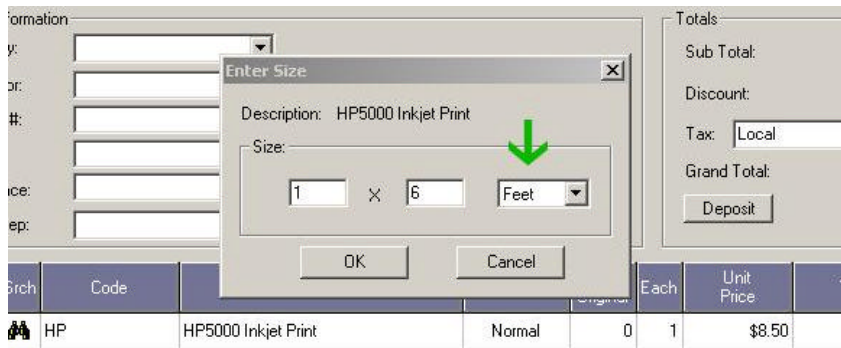 formation
y:
or:
#:
nce:
ep:
Enter Size
Description: HP5000 Inkjet Print
Size:
1 x 6 Feet
OK Cancel
Totals
Sub Total:
Discount:
Tax: Local
Grand Total:
Deposit
Srch Code Original Each Unit Price
HP HP5000 Inkjet Print Normal 0 1 $8.50